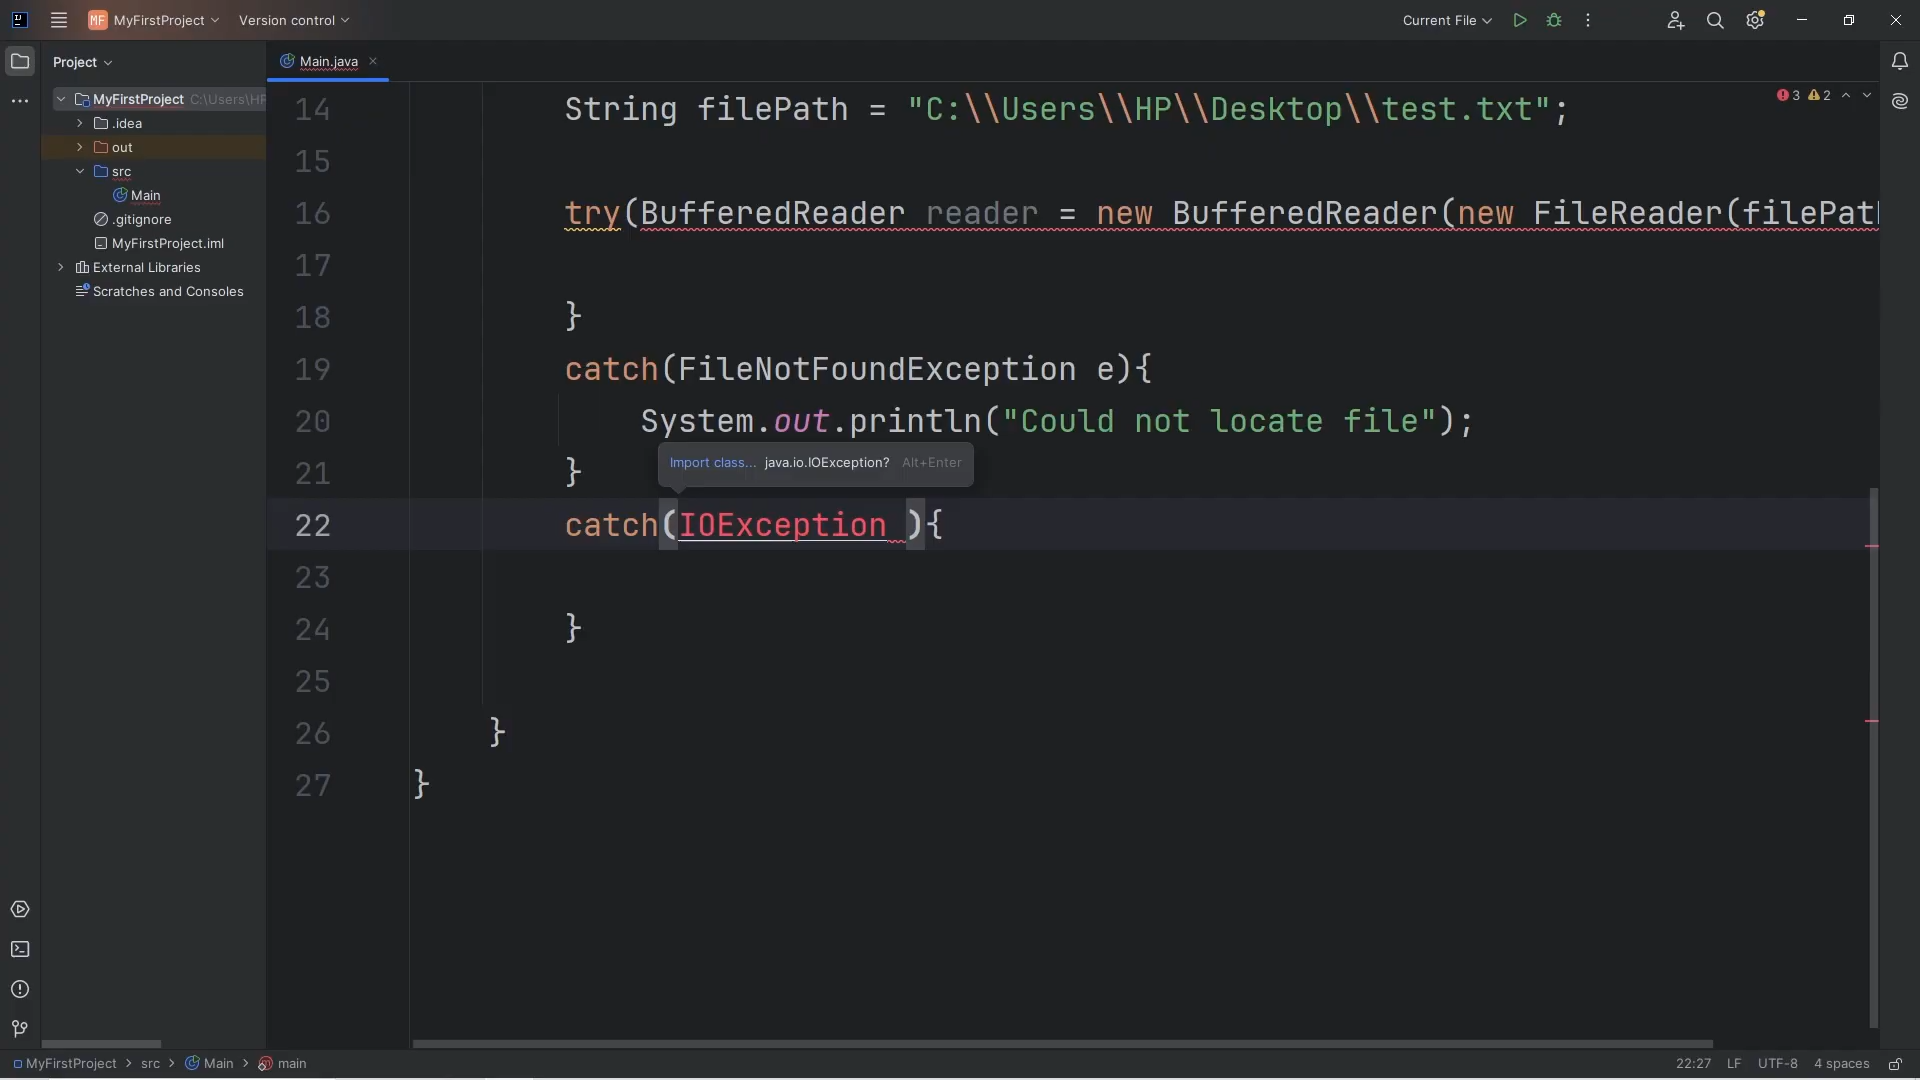 MF MyFirstProject Version control Current File
Project Main.java
MyFirstProject C:\Users\HP
.idea
out
src
Main
.gitignore
MyFirstProject.iml
External Libraries
Scratches and Consoles
3 2
14 String filePath = "C:\\Users\\HP\\Desktop\\test.txt";
15
16 try(BufferedReader reader = new BufferedReader(new FileReader(filePath
17
18 }
19 catch(FileNotFoundException e){
20 System.out.println("Could not locate file");
Import class... java.io.IOException? Alt+Enter
21 }
22 catch(IOException ){
23
24 }
25
26 }
27 }
MyFirstProject > src > Main > main 22:27 LF UTF-8 4 spaces